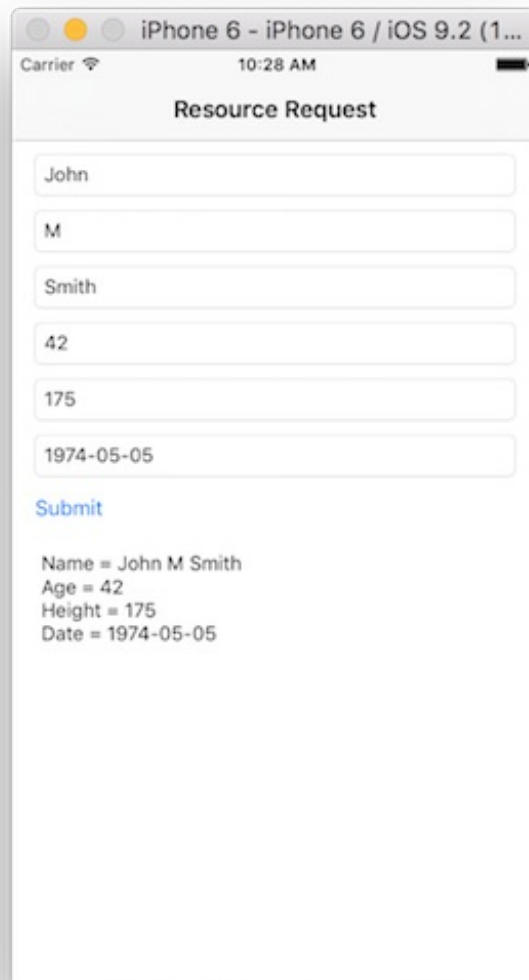 iPhone 6 - iPhone 6 / iOS 9.2 (1...
Carrier 10:28 AM
Resource Request
John
M
Smith
42
175
1974-05-05
Submit
Name = John M Smith
Age = 42
Height = 175
Date = 1974-05-05